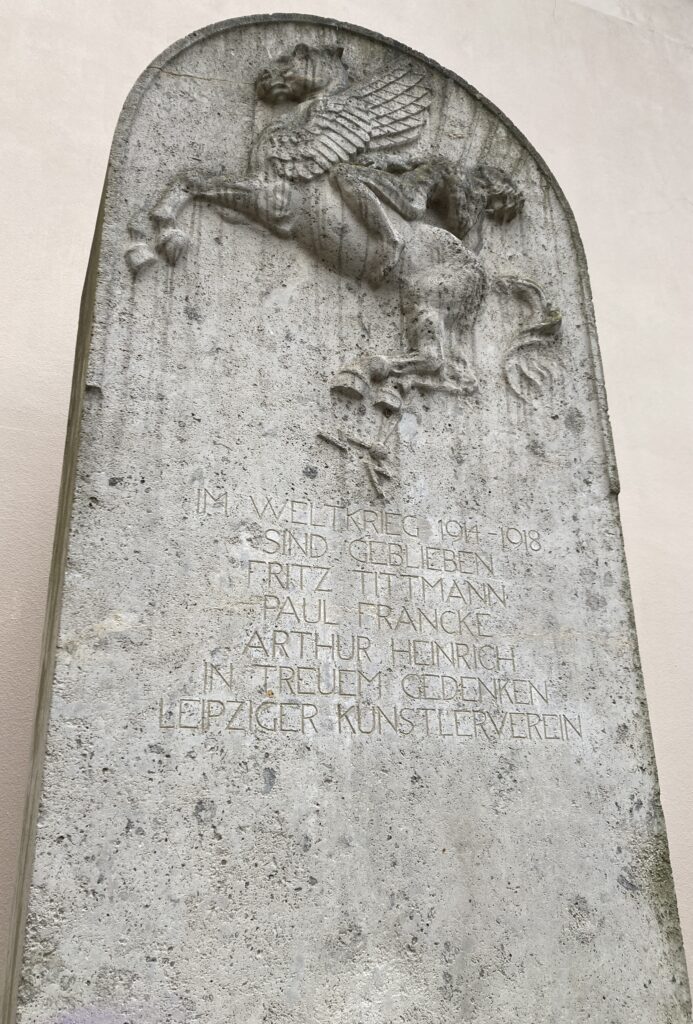 IM WELTKRIEG 1914-1918
SIND GEBLIEBEN
FRITZ TITTMANN
PAUL FRANCKE
ARTHUR HEINRICH
IN TREUEM GEDENKEN
LEIPZIGER KÜNSTLERVEREIN